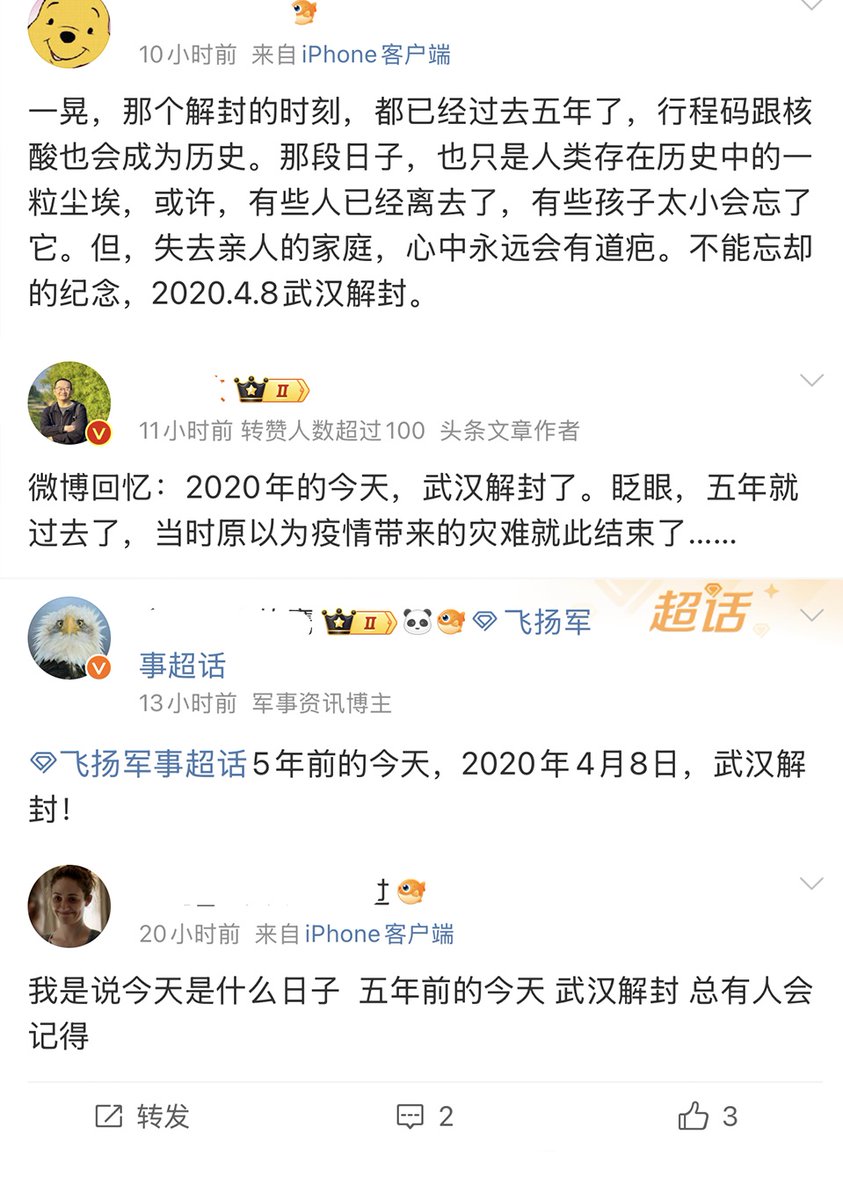 10小时前 来自iPhone客户端
一晃，那个解封的时刻，都已经过去五年了，行程码跟核
酸也会成为历史。那段日子，也只是人类存在历史中的一
粒尘埃，或许，有些人已经离去了，有些孩子太小会忘了
它。但，失去亲人的家庭，心中永远会有道疤。不能忘却
的纪念，2020.4.8武汉解封。
II
11小时前 转赞人数超过100 头条文章作者
微博回忆：2020年的今天，武汉解封了。眨眼，五年就
过去了，当时原以为疫情带来的灾难就此结束了......
II 飞扬军
超话
事超话
13小时前 军事资讯博主
飞扬军事超话5年前的今天，2020年4月8日，武汉解
封！
20小时前 来自iPhone客户端
我是说今天是什么日子 五年前的今天 武汉解封 总有人会
记得
转发 2 3